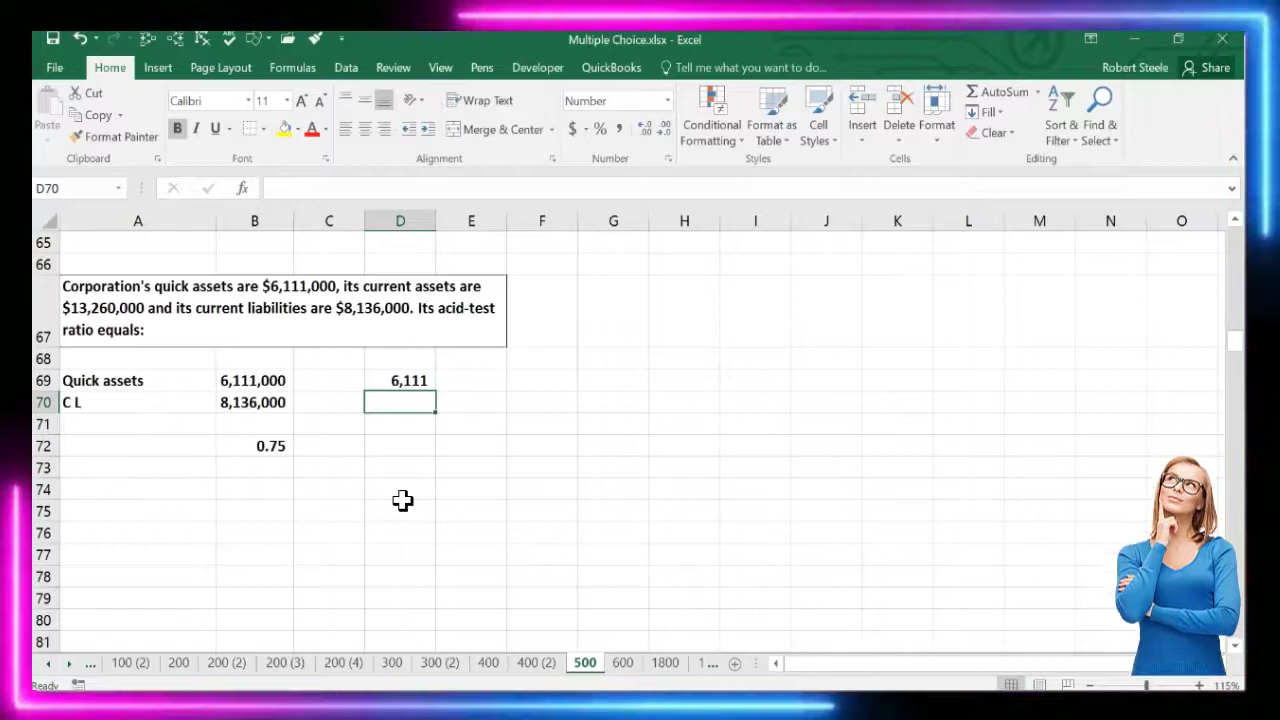 Multiple Choice.xlsx - Excel
File Home Insert Page Layout Formulas Data Review View Pens Developer QuickBooks Tell me what you want to do... Robert Steele Share
Cut
Copy
Paste
Format Painter
Clipboard
Calibri 11
B I U
Font
Wrap Text
Merge & Center
Alignment
Number
$ % ,
Number
Conditional Formatting
Format as Table
Cell Styles
Styles
Insert Delete Format
Cells
AutoSum
Fill
Clear
Sort & Filter
Find & Select
Editing
D70 fx
A B C D E F G H I J K L M N O
65
66
Corporation's quick assets are $6,111,000, its current assets are
$13,260,000 and its current liabilities are $8,136,000. Its acid-test
67 ratio equals:
68
69 Quick assets 6,111,000 6,111
70 C L 8,136,000
71
72 0.75
73
74
75
76
77
78
79
80
81
... 100 (2) 200 200 (2) 200 (3) 200 (4) 300 300 (2) 400 400 (2) 500 600 1800 1 ...
Ready 115%